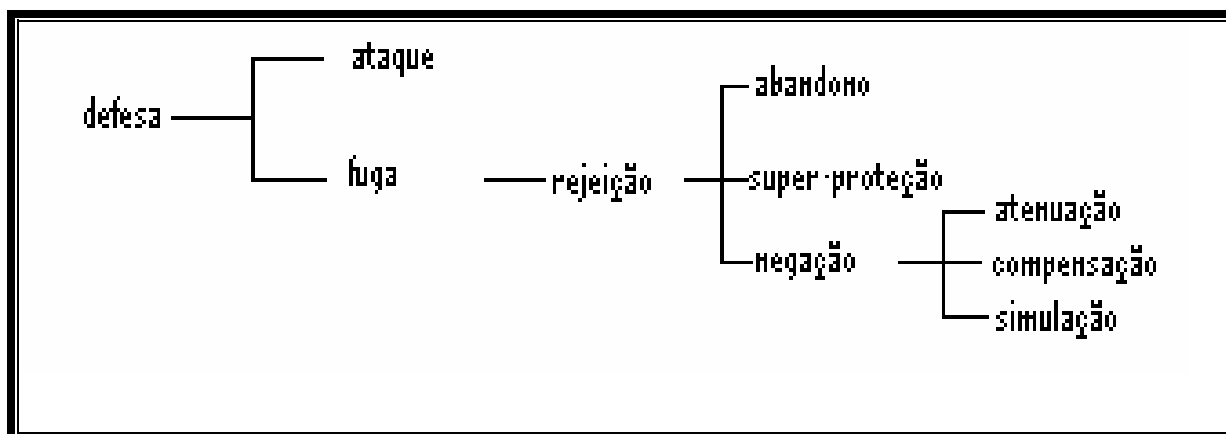 ataque
defesa
fuga
rejeição
abandono
super-proteção
negação
atenuação
compensação
simulação